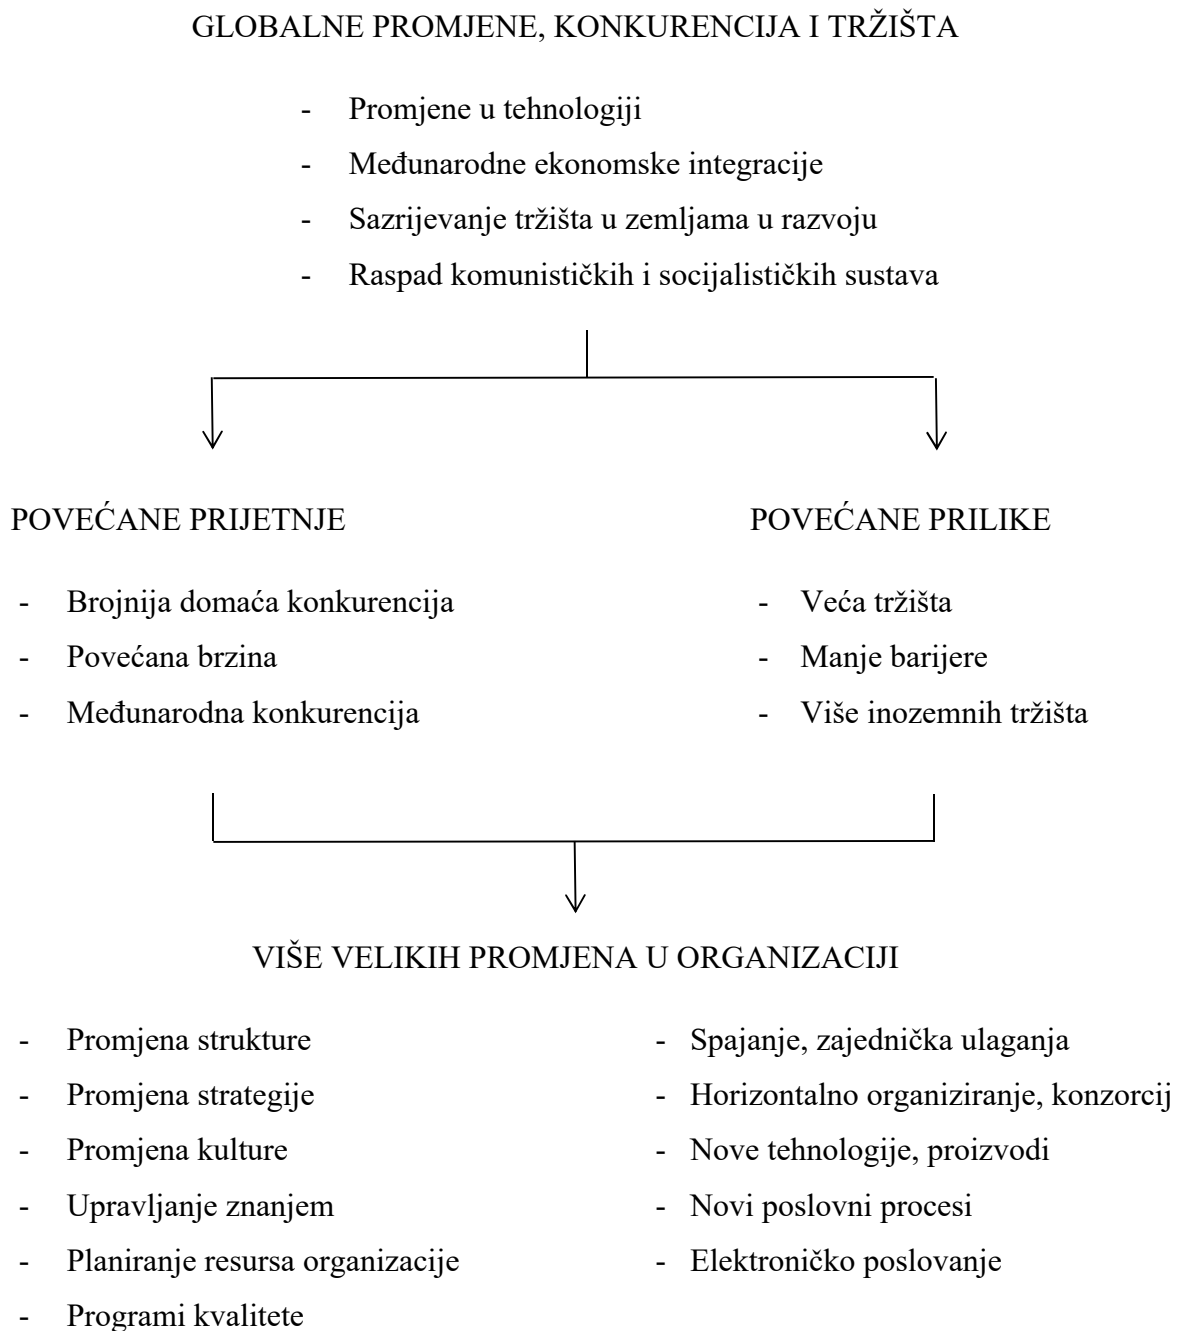 GLOBALNE PROMJENE, KONKURENCIJA I TRŽIŠTA
- Promjene u tehnologiji
- Međunarodne ekonomske integracije
- Sazrijevanje tržišta u zemljama u razvoju
- Raspad komunističkih i socijalističkih sustava
POVEĆANE PRIJETNJE
- Brojnija domaća konkurencija
- Povećana brzina
- Međunarodna konkurencija
POVEĆANE PRILIKE
- Veća tržišta
- Manje barijere
- Više inozemnih tržišta
VIŠE VELIKIH PROMJENA U ORGANIZACIJI
- Promjena strukture
- Promjena strategije
- Promjena kulture
- Upravljanje znanjem
- Planiranje resursa organizacije
- Programi kvalitete
- Spajanje, zajednička ulaganja
- Horizontalno organiziranje, konzorcij
- Nove tehnologije, proizvodi
- Novi poslovni procesi
- Elektroničko poslovanje